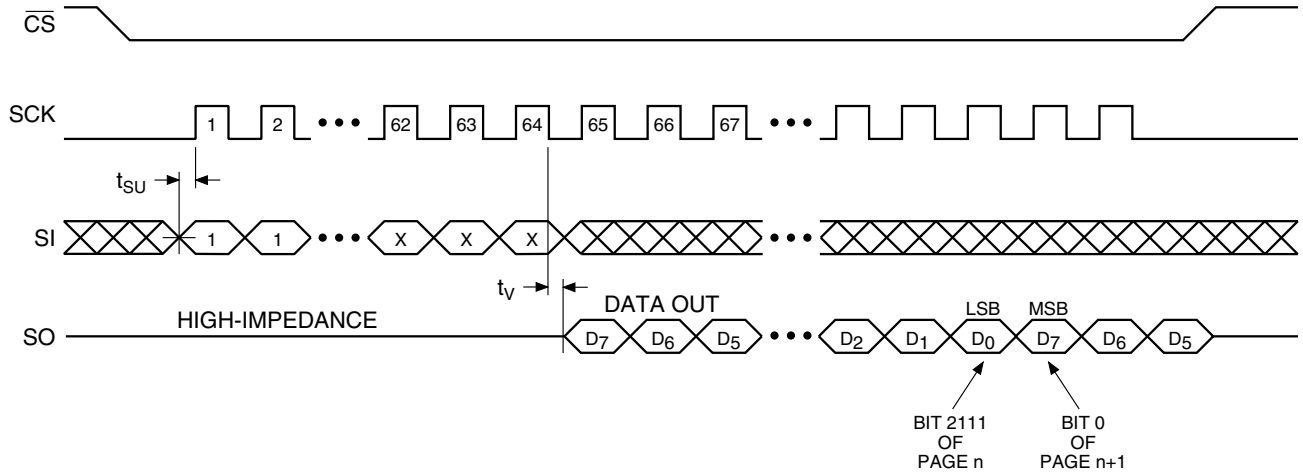 CS
SCK
1 2 ••• 62 63 64 65 66 67 •••
tSU
SI
1 1 ••• X X X •••
tV
DATA OUT
HIGH-IMPEDANCE
LSB MSB
SO
D7 D6 D5 ••• D2 D1 D0 D7 D6 D5
BIT 2111
OF
PAGE n
BIT 0
OF
PAGE n+1